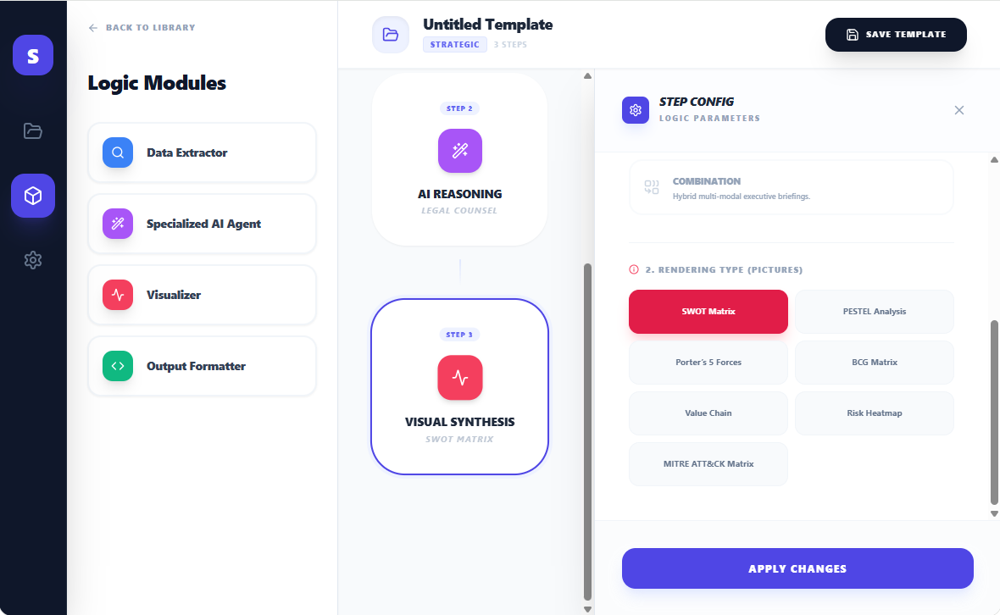 S
BACK TO LIBRARY
Logic Modules
Data Extractor
Specialized AI Agent
Visualizer
Output Formatter
Untitled Template
STRATEGIC 3 STEPS
SAVE TEMPLATE
STEP 2
AI REASONING
LEGAL COUNSEL
STEP 3
VISUAL SYNTHESIS
SWOT MATRIX
STEP CONFIG
LOGIC PARAMETERS
COMBINATION
Hybrid multi-modal executive briefings.
2. RENDERING TYPE (PICTURES)
SWOT Matrix
PESTEL Analysis
Porter's 5 Forces
BCG Matrix
Value Chain
Risk Heatmap
MITRE ATT&CK Matrix
APPLY CHANGES